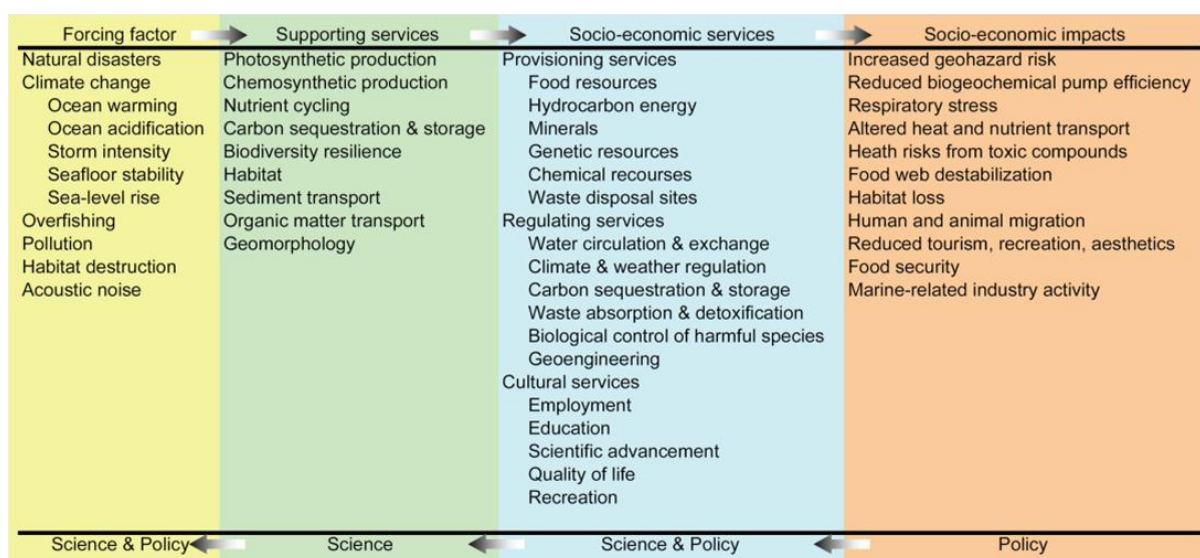 Forcing factor
Supporting services
Socio-economic services
Socio-economic impacts
Natural disasters
Climate change
Ocean warming
Ocean acidification
Storm intensity
Seafloor stability
Sea-level rise
Overfishing
Pollution
Habitat destruction
Acoustic noise
Photosynthetic production
Chemosynthetic production
Nutrient cycling
Carbon sequestration & storage
Biodiversity resilience
Habitat
Sediment transport
Organic matter transport
Geomorphology
Provisioning services
Food resources
Hydrocarbon energy
Minerals
Genetic resources
Chemical recourses
Waste disposal sites
Regulating services
Water circulation & exchange
Climate & weather regulation
Carbon sequestration & storage
Waste absorption & detoxification
Biological control of harmful species
Geoengineering
Cultural services
Employment
Education
Scientific advancement
Quality of life
Recreation
Increased geohazard risk
Reduced biogeochemical pump efficiency
Respiratory stress
Altered heat and nutrient transport
Heath risks from toxic compounds
Food web destabilization
Habitat loss
Human and animal migration
Reduced tourism, recreation, aesthetics
Food security
Marine-related industry activity
Science & Policy
Science
Science & Policy
Policy